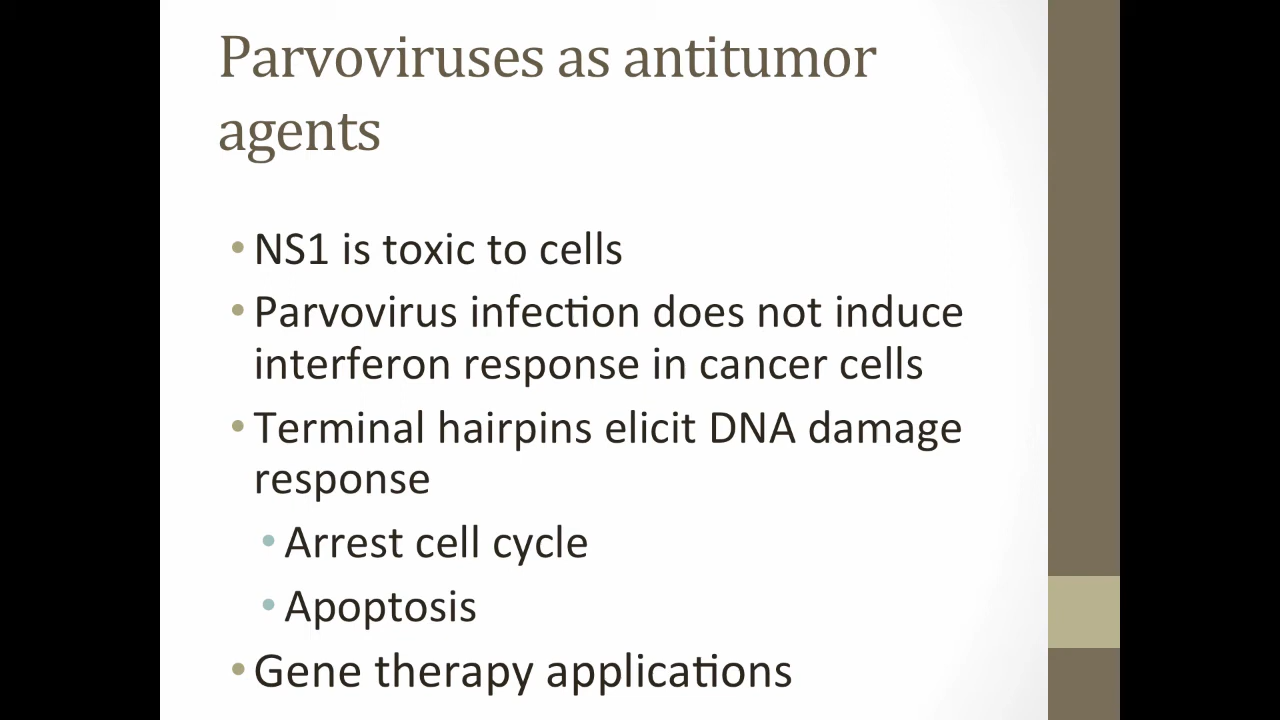 Parvoviruses as antitumor
agents
• NS1 is toxic to cells
• Parvovirus infection does not induce
interferon response in cancer cells
• Terminal hairpins elicit DNA damage
response
• Arrest cell cycle
• Apoptosis
• Gene therapy applications